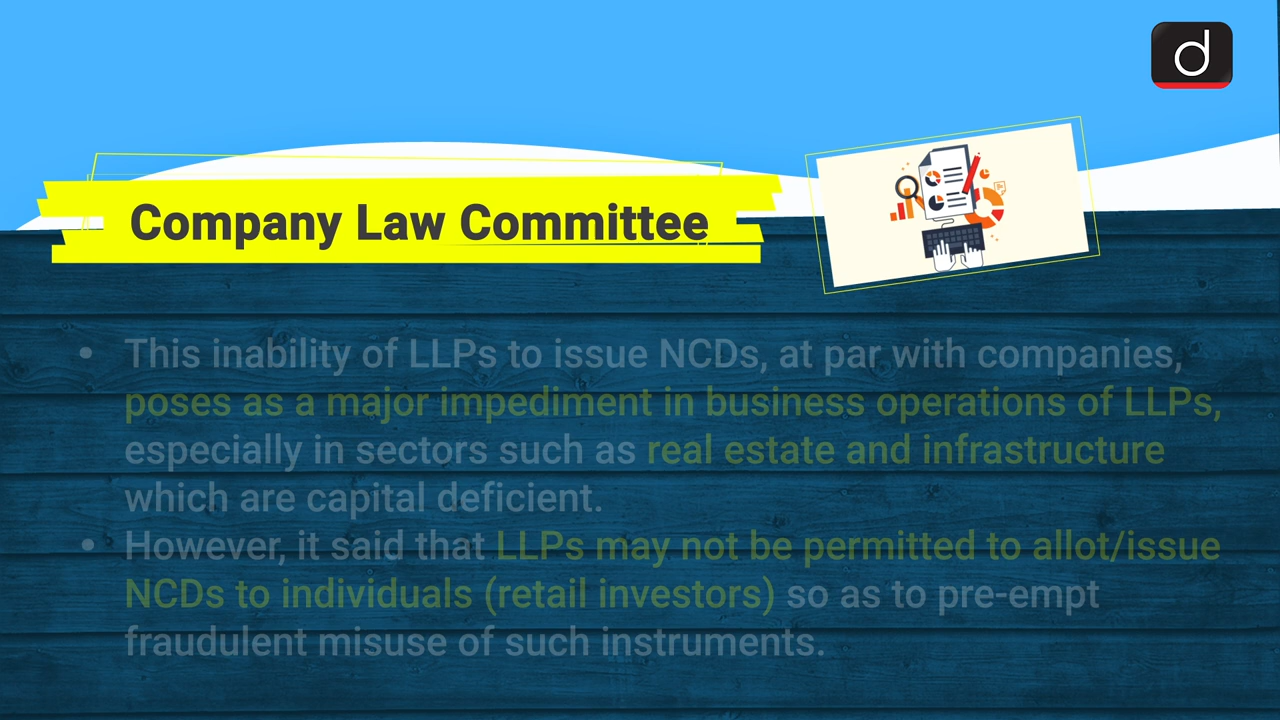 d
Company Law Committee
• This inability of LLPs to issue NCDs, at par with companies,
poses as a major impediment in business operations of LLPs,
especially in sectors such as real estate and infrastructure
which are capital deficient.
• However, it said that LLPs may not be permitted to allot/issue
NCDs to individuals (retail investors) so as to pre-empt
fraudulent misuse of such instruments.